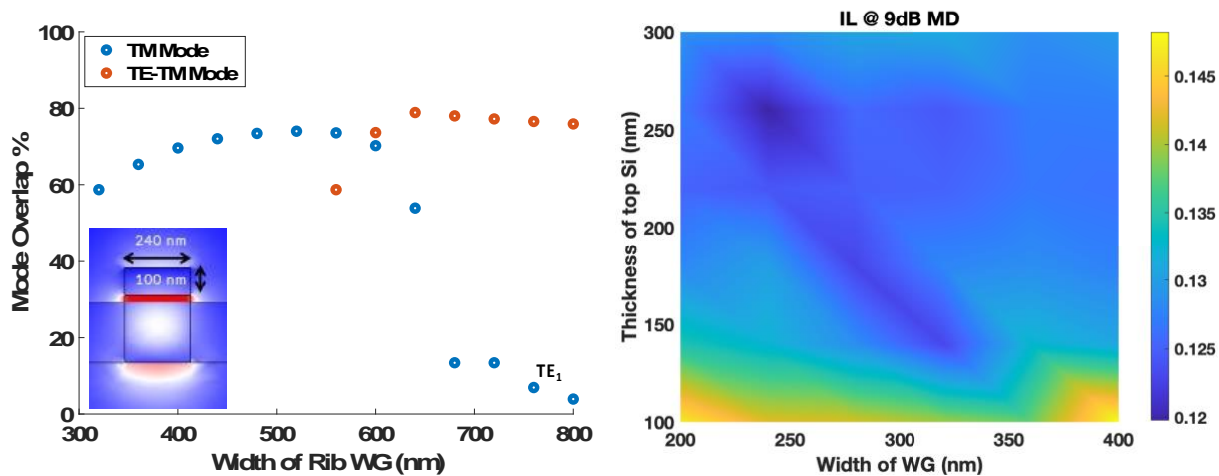 100
80
60
40
20
0
Mode Overlap %
TM Mode
TE-TM Mode
240 nm
100 nm
TE1
300 400 500 600 700 800
Width of Rib WG (nm)
IL @ 9dB MD
300
250
200
150
100
Thickness of top Si (nm)
200 250 300 350 400
Width of WG (nm)
0.145
0.14
0.135
0.13
0.125
0.12